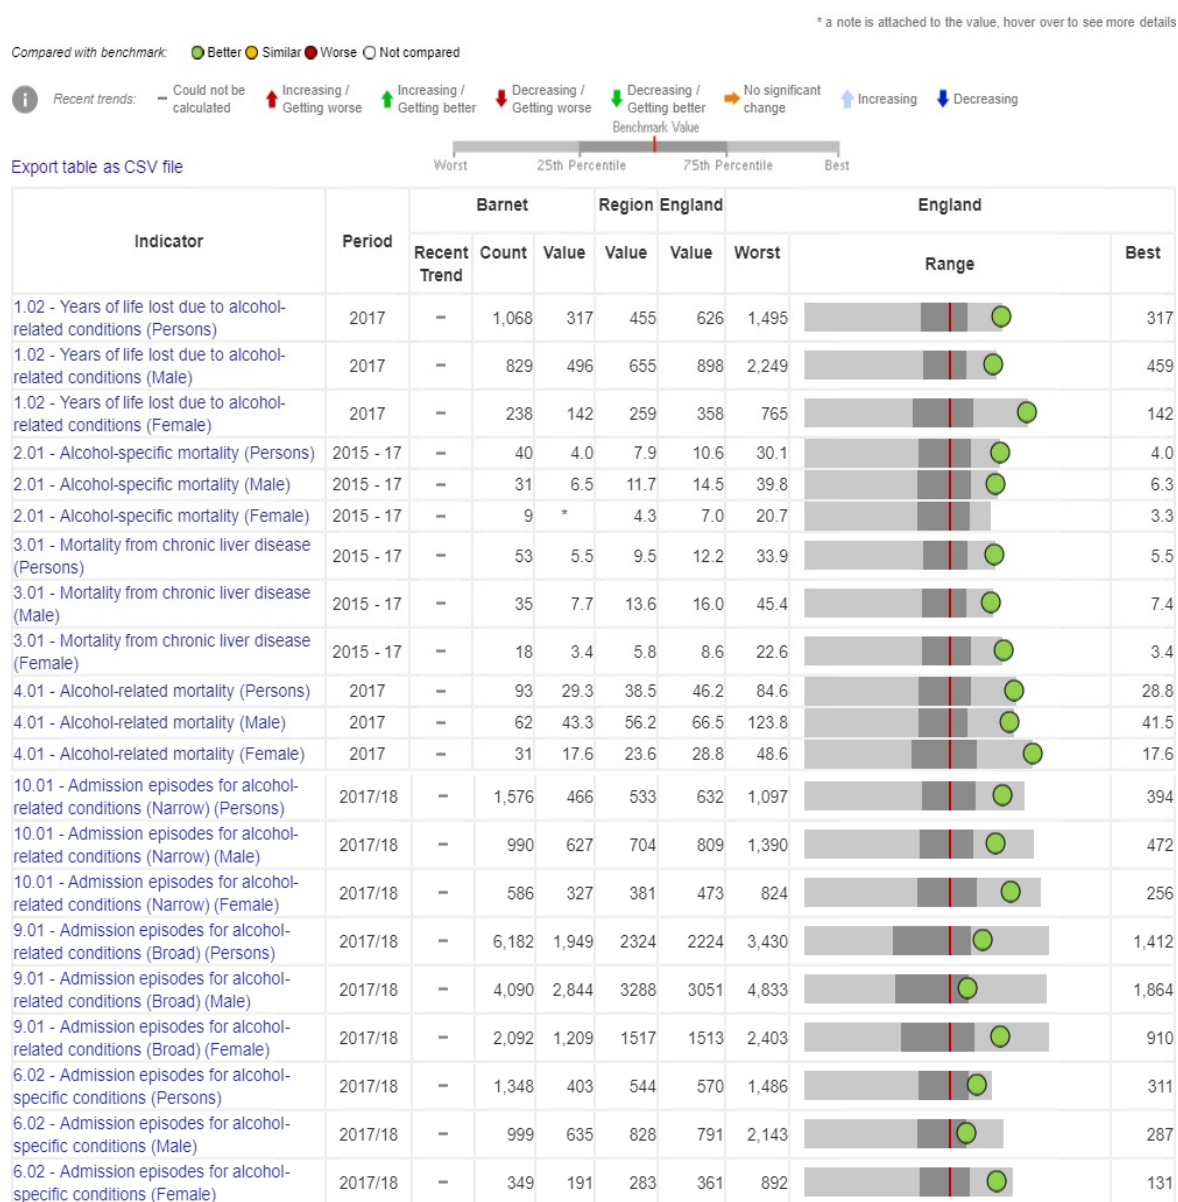 * a note is attached to the value, hover over to see more details
Compared with benchmark: Better Similar Worse Not compared
Recent trends: – Could not be calculated Increasing / Getting worse Increasing / Getting better Decreasing / Getting worse Decreasing / Getting better No significant change Increasing Decreasing
Benchmark Value
Export table as CSV file
Worst 25th Percentile 75th Percentile Best
Indicator Period Barnet Region England England
Recent Trend Count Value Value Value Worst Range Best
1.02 - Years of life lost due to alcohol-
related conditions (Persons) 2017 – 1,068 317 455 626 1,495 317
1.02 - Years of life lost due to alcohol-
related conditions (Male) 2017 – 829 496 655 898 2,249 459
1.02 - Years of life lost due to alcohol-
related conditions (Female) 2017 – 238 142 259 358 765 142
2.01 - Alcohol-specific mortality (Persons) 2015 - 17 – 40 4.0 7.9 10.6 30.1 4.0
2.01 - Alcohol-specific mortality (Male) 2015 - 17 – 31 6.5 11.7 14.5 39.8 6.3
2.01 - Alcohol-specific mortality (Female) 2015 - 17 – 9 * 4.3 7.0 20.7 3.3
3.01 - Mortality from chronic liver disease
(Persons) 2015 - 17 – 53 5.5 9.5 12.2 33.9 5.5
3.01 - Mortality from chronic liver disease
(Male) 2015 - 17 – 35 7.7 13.6 16.0 45.4 7.4
3.01 - Mortality from chronic liver disease
(Female) 2015 - 17 – 18 3.4 5.8 8.6 22.6 3.4
4.01 - Alcohol-related mortality (Persons) 2017 – 93 29.3 38.5 46.2 84.6 28.8
4.01 - Alcohol-related mortality (Male) 2017 – 62 43.3 56.2 66.5 123.8 41.5
4.01 - Alcohol-related mortality (Female) 2017 – 31 17.6 23.6 28.8 48.6 17.6
10.01 - Admission episodes for alcohol-
related conditions (Narrow) (Persons) 2017/18 – 1,576 466 533 632 1,097 394
10.01 - Admission episodes for alcohol-
related conditions (Narrow) (Male) 2017/18 – 990 627 704 809 1,390 472
10.01 - Admission episodes for alcohol-
related conditions (Narrow) (Female) 2017/18 – 586 327 381 473 824 256
9.01 - Admission episodes for alcohol-
related conditions (Broad) (Persons) 2017/18 – 6,182 1,949 2324 2224 3,430 1,412
9.01 - Admission episodes for alcohol-
related conditions (Broad) (Male) 2017/18 – 4,090 2,844 3288 3051 4,833 1,864
9.01 - Admission episodes for alcohol-
related conditions (Broad) (Female) 2017/18 – 2,092 1,209 1517 1513 2,403 910
6.02 - Admission episodes for alcohol-
specific conditions (Persons) 2017/18 – 1,348 403 544 570 1,486 311
6.02 - Admission episodes for alcohol-
specific conditions (Male) 2017/18 – 999 635 828 791 2,143 287
6.02 - Admission episodes for alcohol-
specific conditions (Female) 2017/18 – 349 191 283 361 892 131